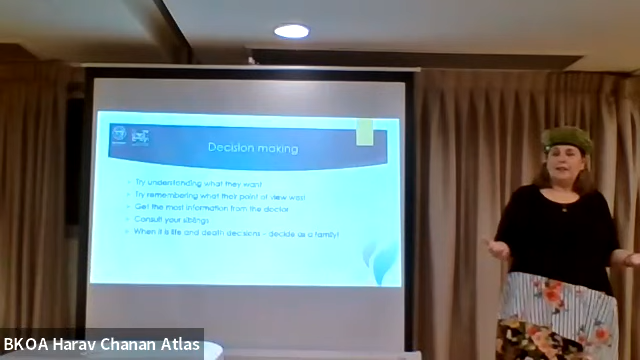 Decision making
Try understanding what they want
Try remembering what their point of view was!
Get the most information from the doctor
Consult your siblings
When it is life and death decisions - decide as a family!
BKOA Harav Chanan Atlas